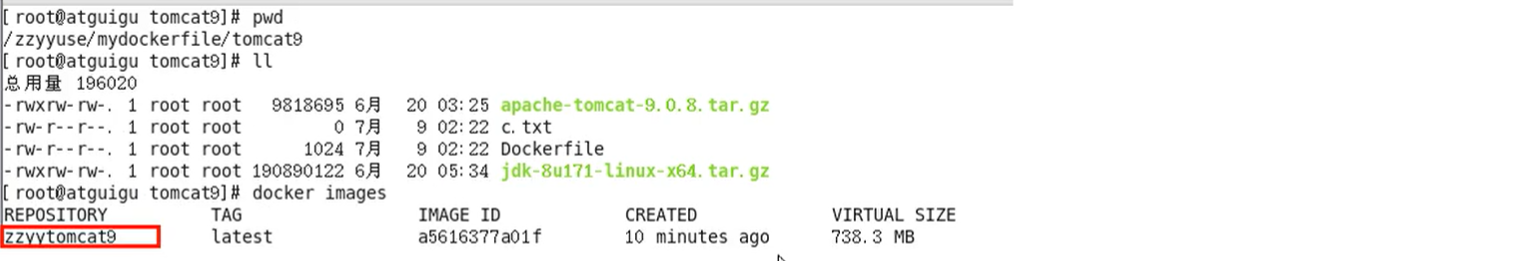 [ root@atguigu tomcat9]# pwd
/zzyyuse/mydockerfile/tomcat9
[ root@atguigu tomcat9]# ll
总用量 196020
-rwxrw-rw-. 1 root root   9818695 6月  20 03:25 apache-tomcat-9.0.8.tar.gz
-rw-r--r--. 1 root root         0 7月   9 02:22 c.txt
-rw-r--r--. 1 root root      1024 7月   9 02:22 Dockerfile
-rwxrw-rw-. 1 root root 190890122 6月  20 05:34 jdk-8u171-linux-x64.tar.gz
[ root@atguigu tomcat9]# docker images
REPOSITORY          TAG                 IMAGE ID            CREATED             VIRTUAL SIZE
zzyytomcat9         latest              a5616377a01f        10 minutes ago      738.3 MB